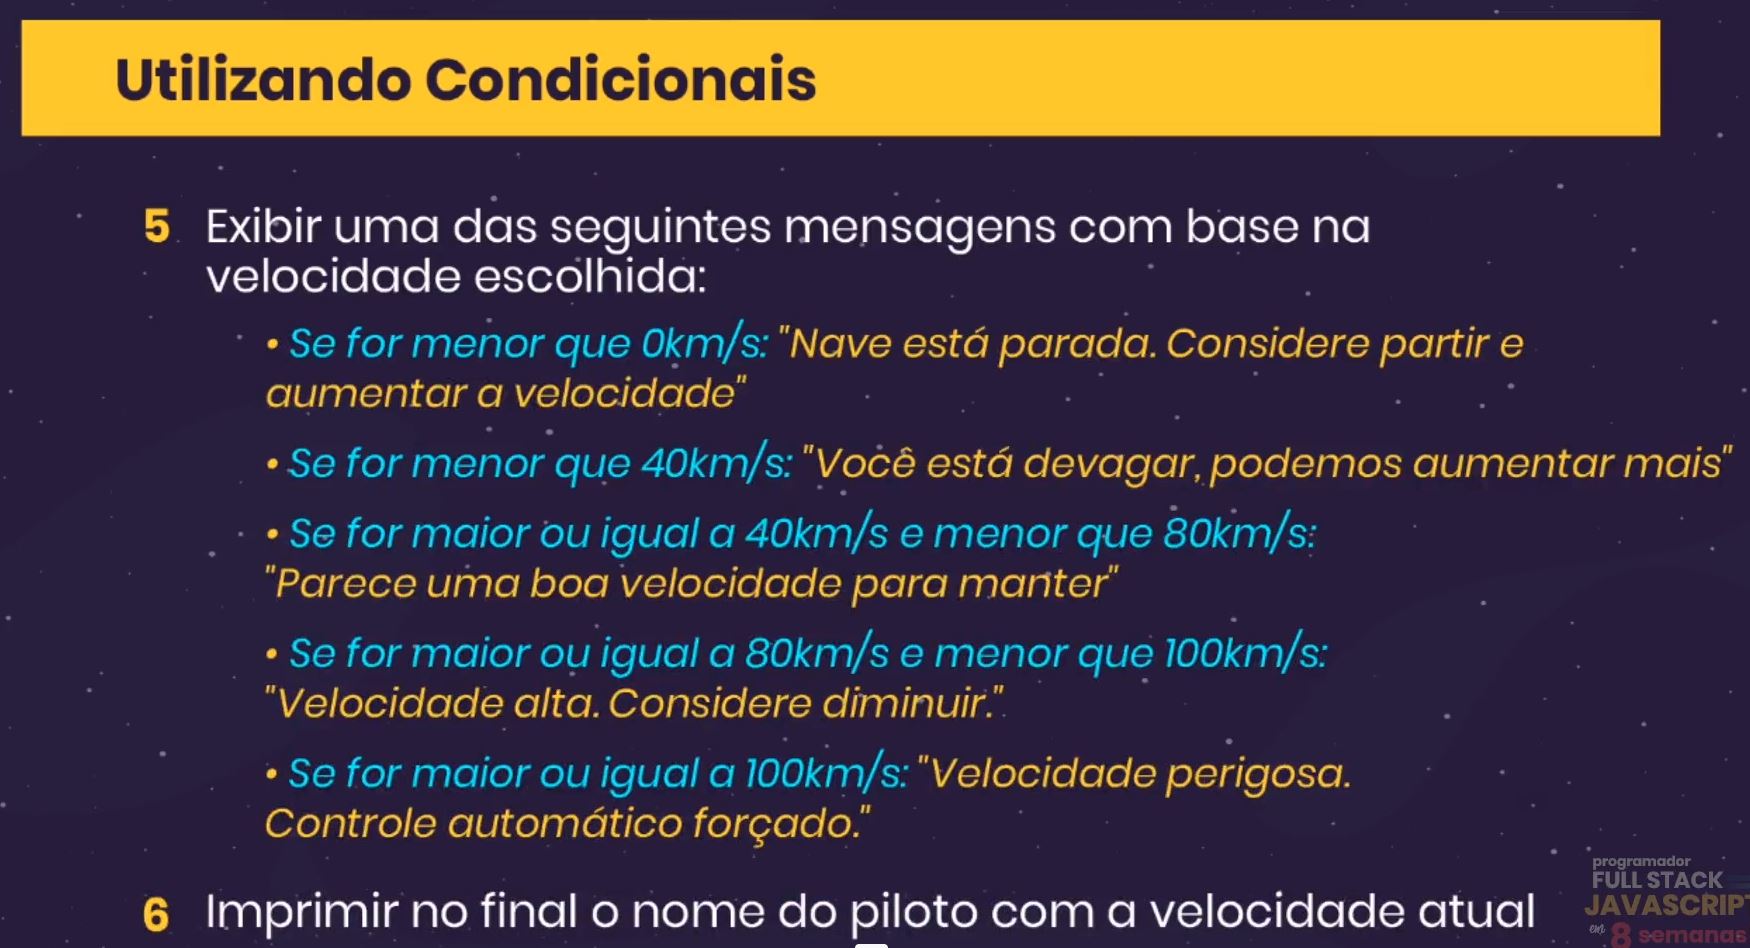 Utilizando Condicionais
5 Exibir uma das seguintes mensagens com base na
velocidade escolhida:
• Se for menor que 0km/s: "Nave está parada. Considere partir e
aumentar a velocidade"
• Se for menor que 40km/s: "Você está devagar, podemos aumentar mais"
• Se for maior ou igual a 40km/s e menor que 80km/s:
"Parece uma boa velocidade para manter"
• Se for maior ou igual a 80km/s e menor que 100km/s:
"Velocidade alta. Considere diminuir."
• Se for maior ou igual a 100km/s: "Velocidade perigosa.
Controle automático forçado."
6 Imprimir no final o nome do piloto com a velocidade atual
programador
FULL STACK
JAVASCRIPT
em 8 semanas